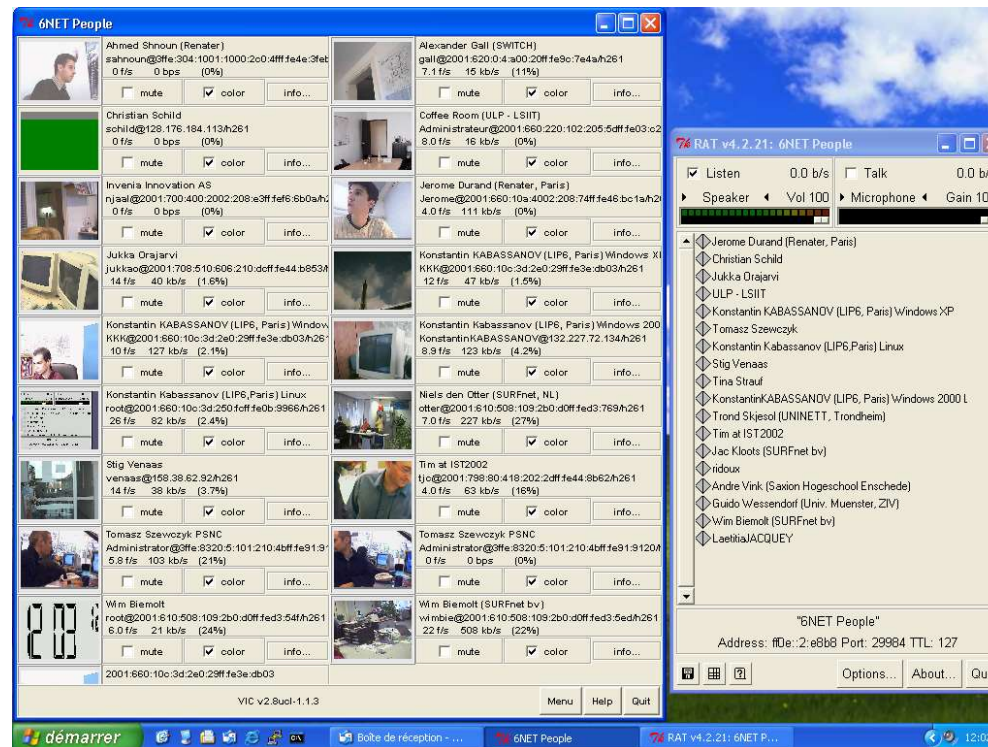 6NET People
Ahmed Shnoun (Renater)
sahnoun@3ffe:304:1001:1000:2c0:4fff:fe4e:3feb
0 f/s 0 bps (0%)
mute color info...
Alexander Gall (SWITCH)
gall@2001:620:0:4:a00:20ff:fe9c:7e4a/h261
7.1 f/s 15 kb/s (11%)
mute color info...
Christian Schild
schild@128.176.184.113/h261
0 f/s 0 bps (0%)
mute color info...
Coffee Room (ULP - LSIIT)
Administrateur@2001:660:220:102:205:5dff:fe03:c2
8.0 f/s 16 kb/s (0%)
mute color info...
Invenia Innovation AS
njaal@2001:700:400:2002:208:e3ff:fef6:6b0a/h2
0 f/s 0 bps (0%)
mute color info...
Jerome Durand (Renater, Paris)
Jerome@2001:660:10a:4002:208:74ff:fe46:bc1a/h2
4.0 f/s 111 kb/s (0%)
mute color info...
Jukka Orajarvi
jukkao@2001:708:510:606:210:dcff:fe44:b853/h
14 f/s 40 kb/s (1.6%)
mute color info...
Konstantin KABASSANOV (LIP6, Paris) Windows XI
KKK@2001:660:10c:3d:2e0:29ff:fe3e:db03/h261
12 f/s 47 kb/s (1.5%)
mute color info...
Konstantin KABASSANOV (LIP6, Paris) Window
KKK@2001:660:10c:3d:2e0:29ff:fe3e:db03/h26
10 f/s 127 kb/s (2.1%)
mute color info...
Konstantin Kabassanov (LIP6, Paris) Windows 200
KonstantinKABASSANOV@132.227.72.134/h261
8.9 f/s 123 kb/s (4.2%)
mute color info...
Konstantin Kabassanov (LIP6,Paris) Linux
root@2001:660:10c:3d:250:fcff:fe0b:9966/h261
26 f/s 82 kb/s (2.4%)
mute color info...
Niels den Otter (SURFnet, NL)
otter@2001:610:508:109:2b0:d0ff:fed3:769/h261
7.0 f/s 227 kb/s (27%)
mute color info...
Stig Venaas
venaas@158.38.62.92/h261
14 f/s 38 kb/s (3.7%)
mute color info...
Tim at IST2002
tjc@2001:798:80:418:202:2dff:fe44:8b62/h261
4.0 f/s 63 kb/s (16%)
mute color info...
Tomasz Szewczyk PSNC
Administrator@3ffe:8320:5:101:210:4bff:fe91:9
5.8 f/s 103 kb/s (21%)
mute color info...
Tomasz Szewczyk PSNC
Administrator@3ffe:8320:5:101:210:4bff:fe91:9120/h
0 f/s 0 bps (0%)
mute color info...
Wim Biemolt
root@2001:610:508:109:2b0:d0ff:fed3:54f/h261
6.0 f/s 21 kb/s (24%)
mute color info...
Wim Biemolt (SURFnet bv)
wimbie@2001:610:508:109:2b0:d0ff:fed3:5ed/h261
22 f/s 508 kb/s (22%)
mute color info...
2001:660:10c:3d:2e0:29ff:fe3e:db03
VIC v2.8ucl-1.1.3 Menu Help Quit
RAT v4.2.21: 6NET People
Listen 0.0 b/s Talk 0.0 b/
Speaker Vol 100 Microphone Gain 10
Jerome Durand (Renater, Paris)
Christian Schild
Jukka Orajarvi
ULP - LSIIT
Konstantin KABASSANOV (LIP6, Paris) Windows XP
Tomasz Szewczyk
Konstantin Kabassanov (LIP6,Paris) Linux
Stig Venaas
Tina Strauf
KonstantinKABASSANOV (LIP6, Paris) Windows 2000 L
Trond Skjesol (UNINETT, Trondheim)
Tim at IST2002
Jac Kloots (SURFnet bv)
ridoux
Andre Vink (Saxion Hogeschool Enschede)
Guido Wessendorf (Univ. Muenster, ZIV)
Wim Biemolt (SURFnet bv)
LaetitiaJACQUEY
"6NET People"
Address: ff0e::2:e8b8 Port: 29984 TTL: 127
Options... About... Qu
démarrer Boîte de réception - ... 6NET People RAT v4.2.21: 6NET P... 12:0